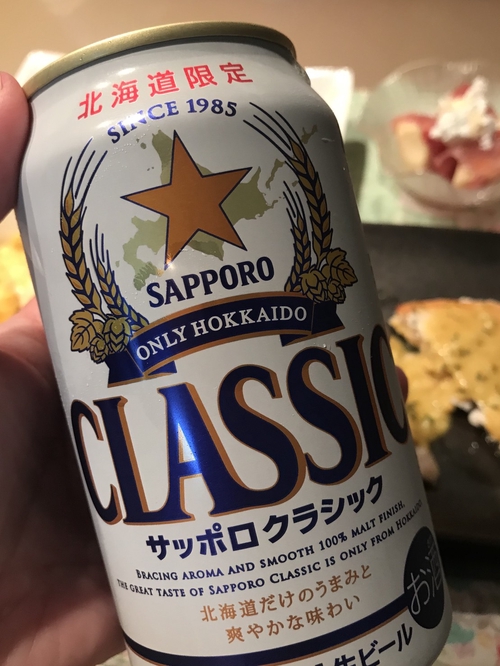 北海道限定
SINCE 1985
SAPPORO
ONLY HOKKAIDO
CLASSIC
サッポロクラシック
BRACING AROMA AND SMOOTH 100% MALT FINISH.
THE GREAT TASTE OF SAPPORO CLASSIC IS ONLY FROM HOKKAIDO
北海道だけのうまみと
爽やかな味わい
お酒
生ビール